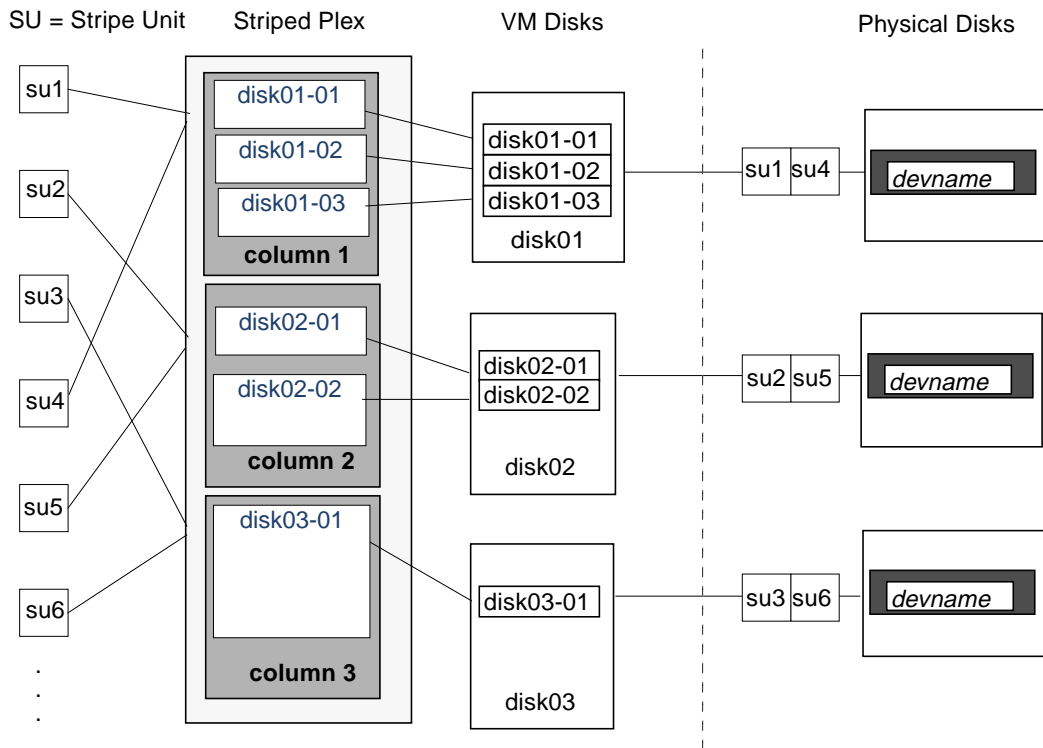 SU = Stripe Unit
Striped Plex
VM Disks
Physical Disks
su1
su2
su3
su4
su5
su6
.
.
.
disk01-01
disk01-02
disk01-03
column 1
disk02-01
disk02-02
column 2
disk03-01
column 3
disk01-01
disk01-02
disk01-03
disk01
disk02-01
disk02-02
disk02
disk03-01
disk03
su1 su4
devname
su2 su5
devname
su3 su6
devname